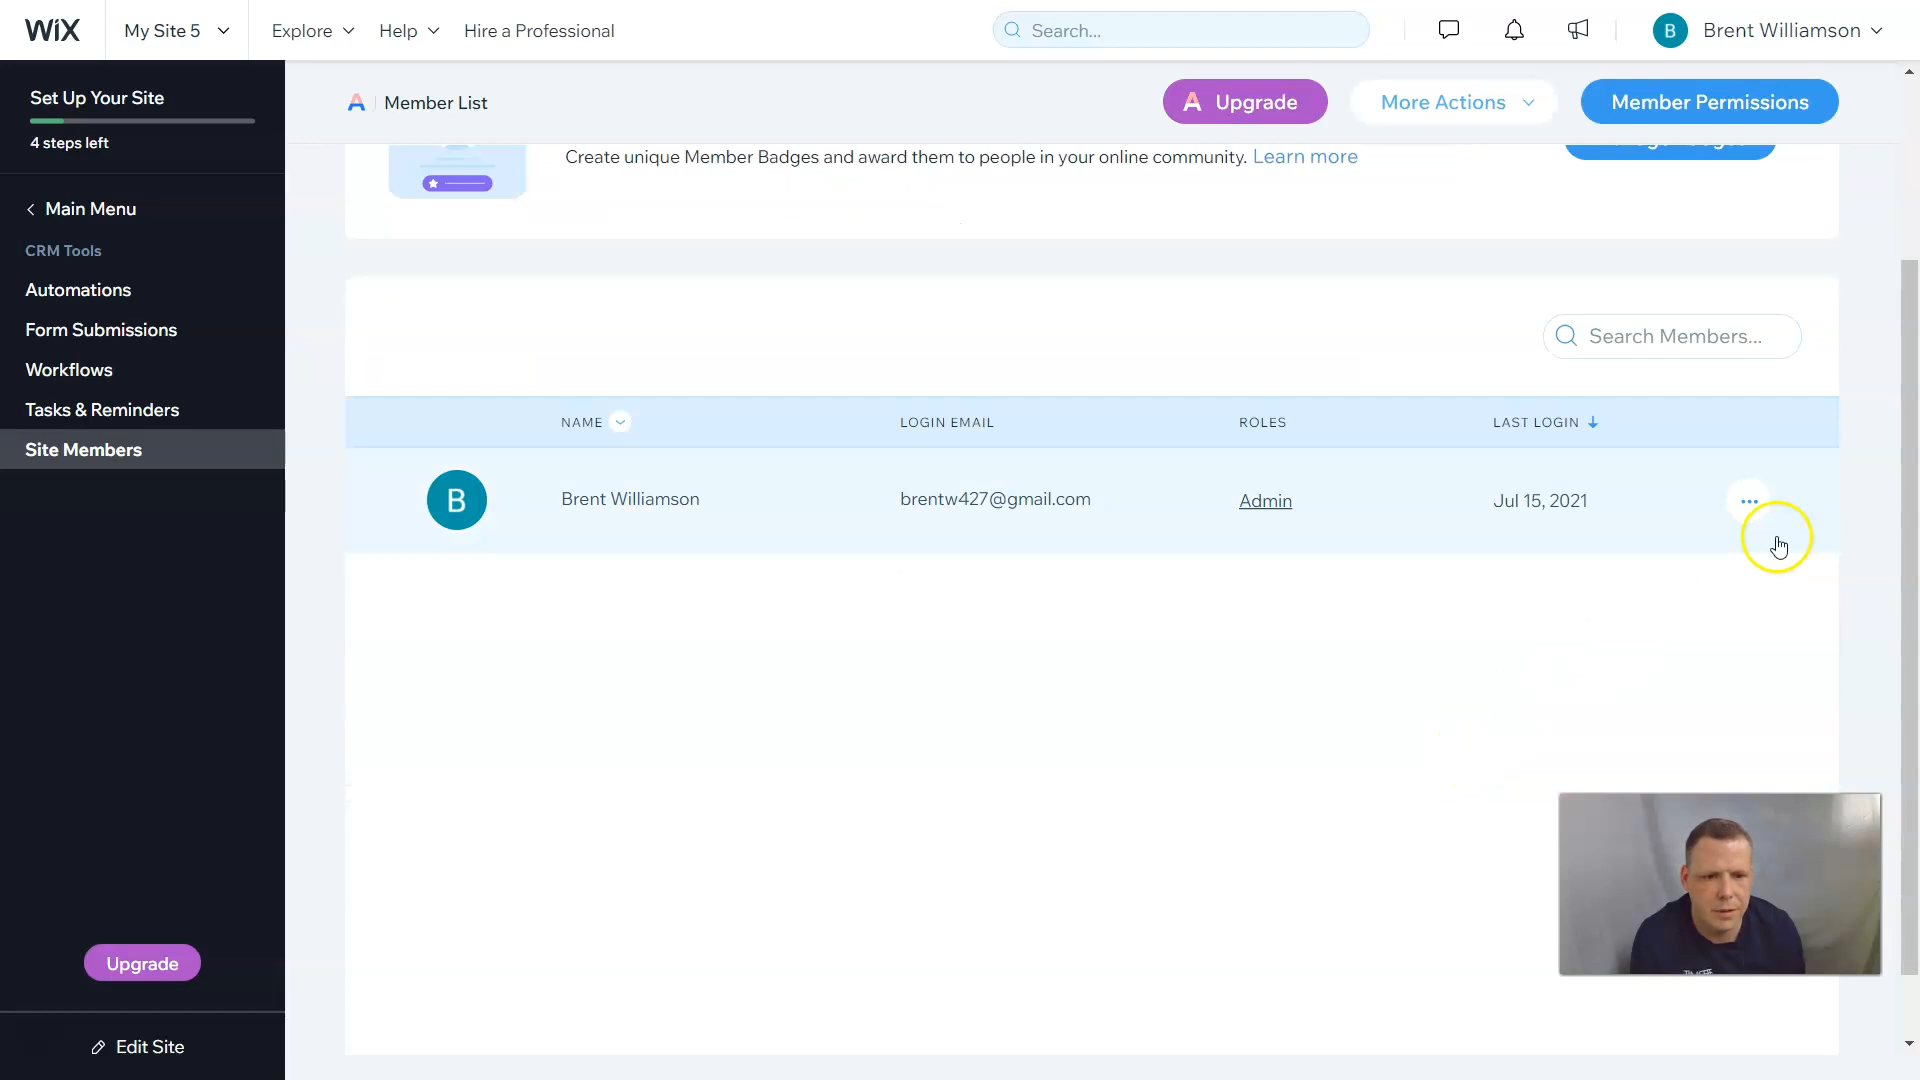 WiX
My Site 5
Explore
Help
Hire a Professional
Search...
B
Brent Williamson
Set Up Your Site
4 steps left
Main Menu
CRM Tools
Automations
Form Submissions
Workflows
Tasks & Reminders
Site Members
Upgrade
Edit Site
A
Member List
A Upgrade
More Actions
Member Permissions
Create unique Member Badges and award them to people in your online community. Learn more
Search Members...
NAME
LOGIN EMAIL
ROLES
LAST LOGIN
B
Brent Williamson
brentw427@gmail.com
Admin
Jul 15, 2021
...